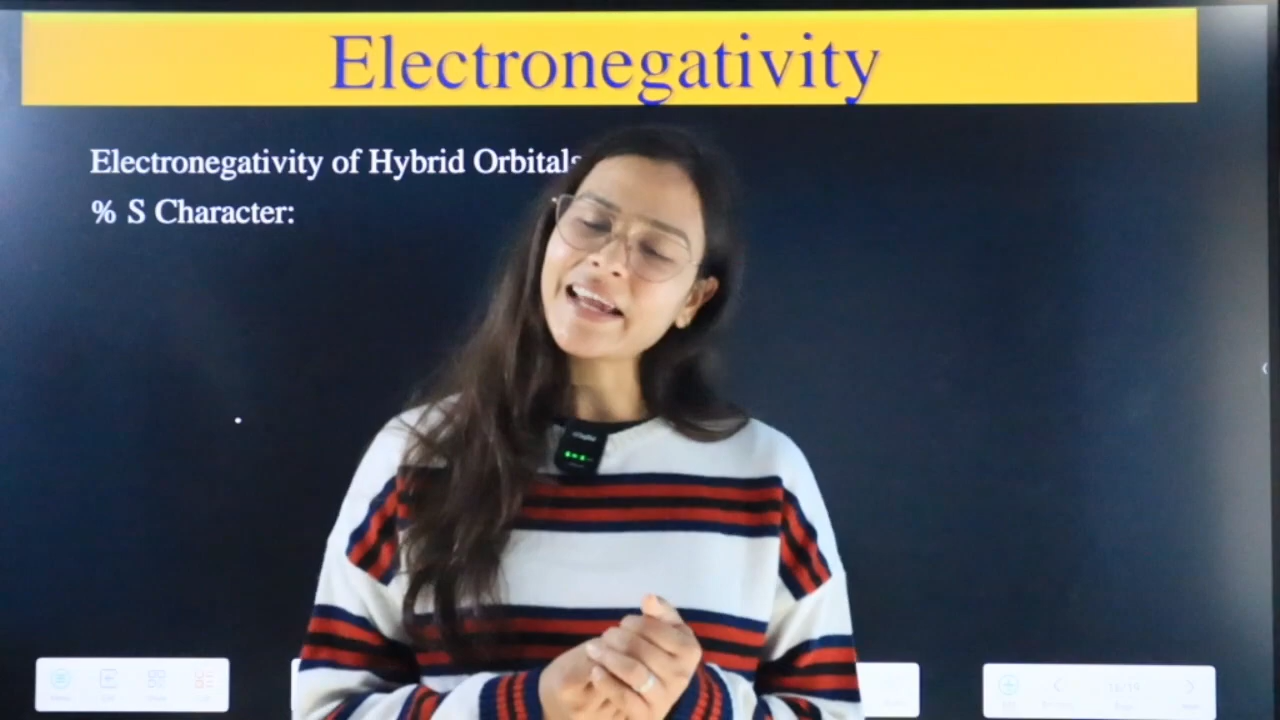 Electronegativity
Electronegativity of Hybrid Orbitals
% S Character: